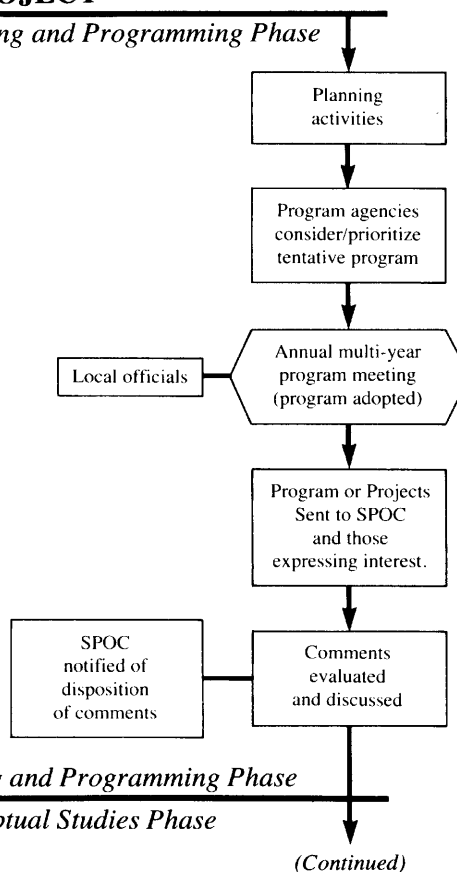 ng and Programming Phase
Planning
activities
Program agencies
consider/prioritize
tentative program
Annual multi-year
program meeting
(program adopted)
Local officials
Program or Projects
Sent to SPOC
and those
expressing interest.
Comments
evaluated
and discussed
SPOC
notified of
disposition
of comments
and Programming Phase
ptual Studies Phase
(Continued)